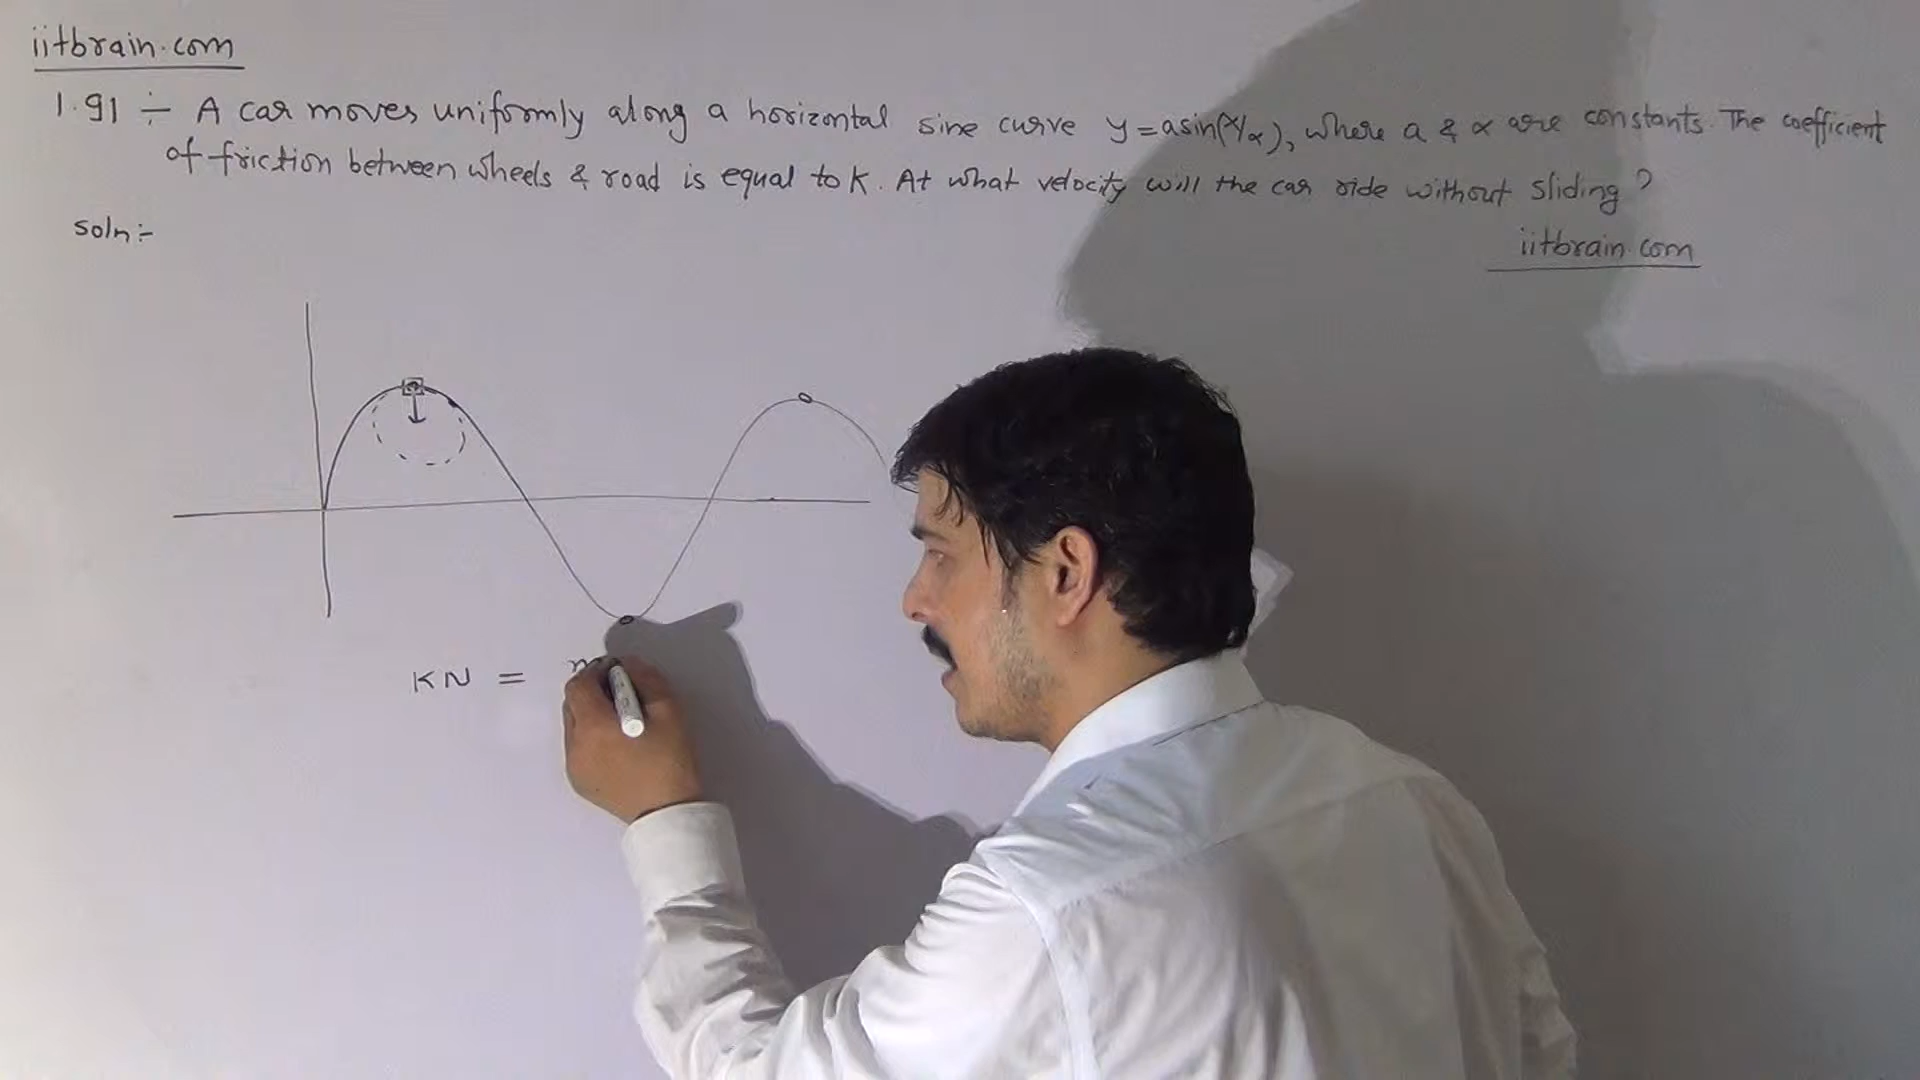 iitbrain.com
1.91 ÷ A car moves uniformly along a horizontal sine curve y=asin(x/α), where a & α are constants. The coefficient
of friction between wheels & road is equal to K. At what velocity will the car ride without sliding?
soln:-
iitbrain.com
KN = m